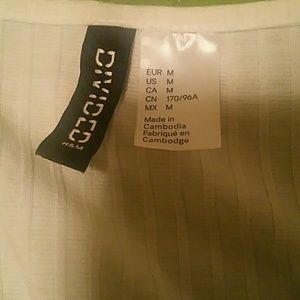 DIVIDED
H&M
EUR M
US M
CA M
CN 170/96A
MX M
Made in
Cambodia
Fabriqué en
Cambodge